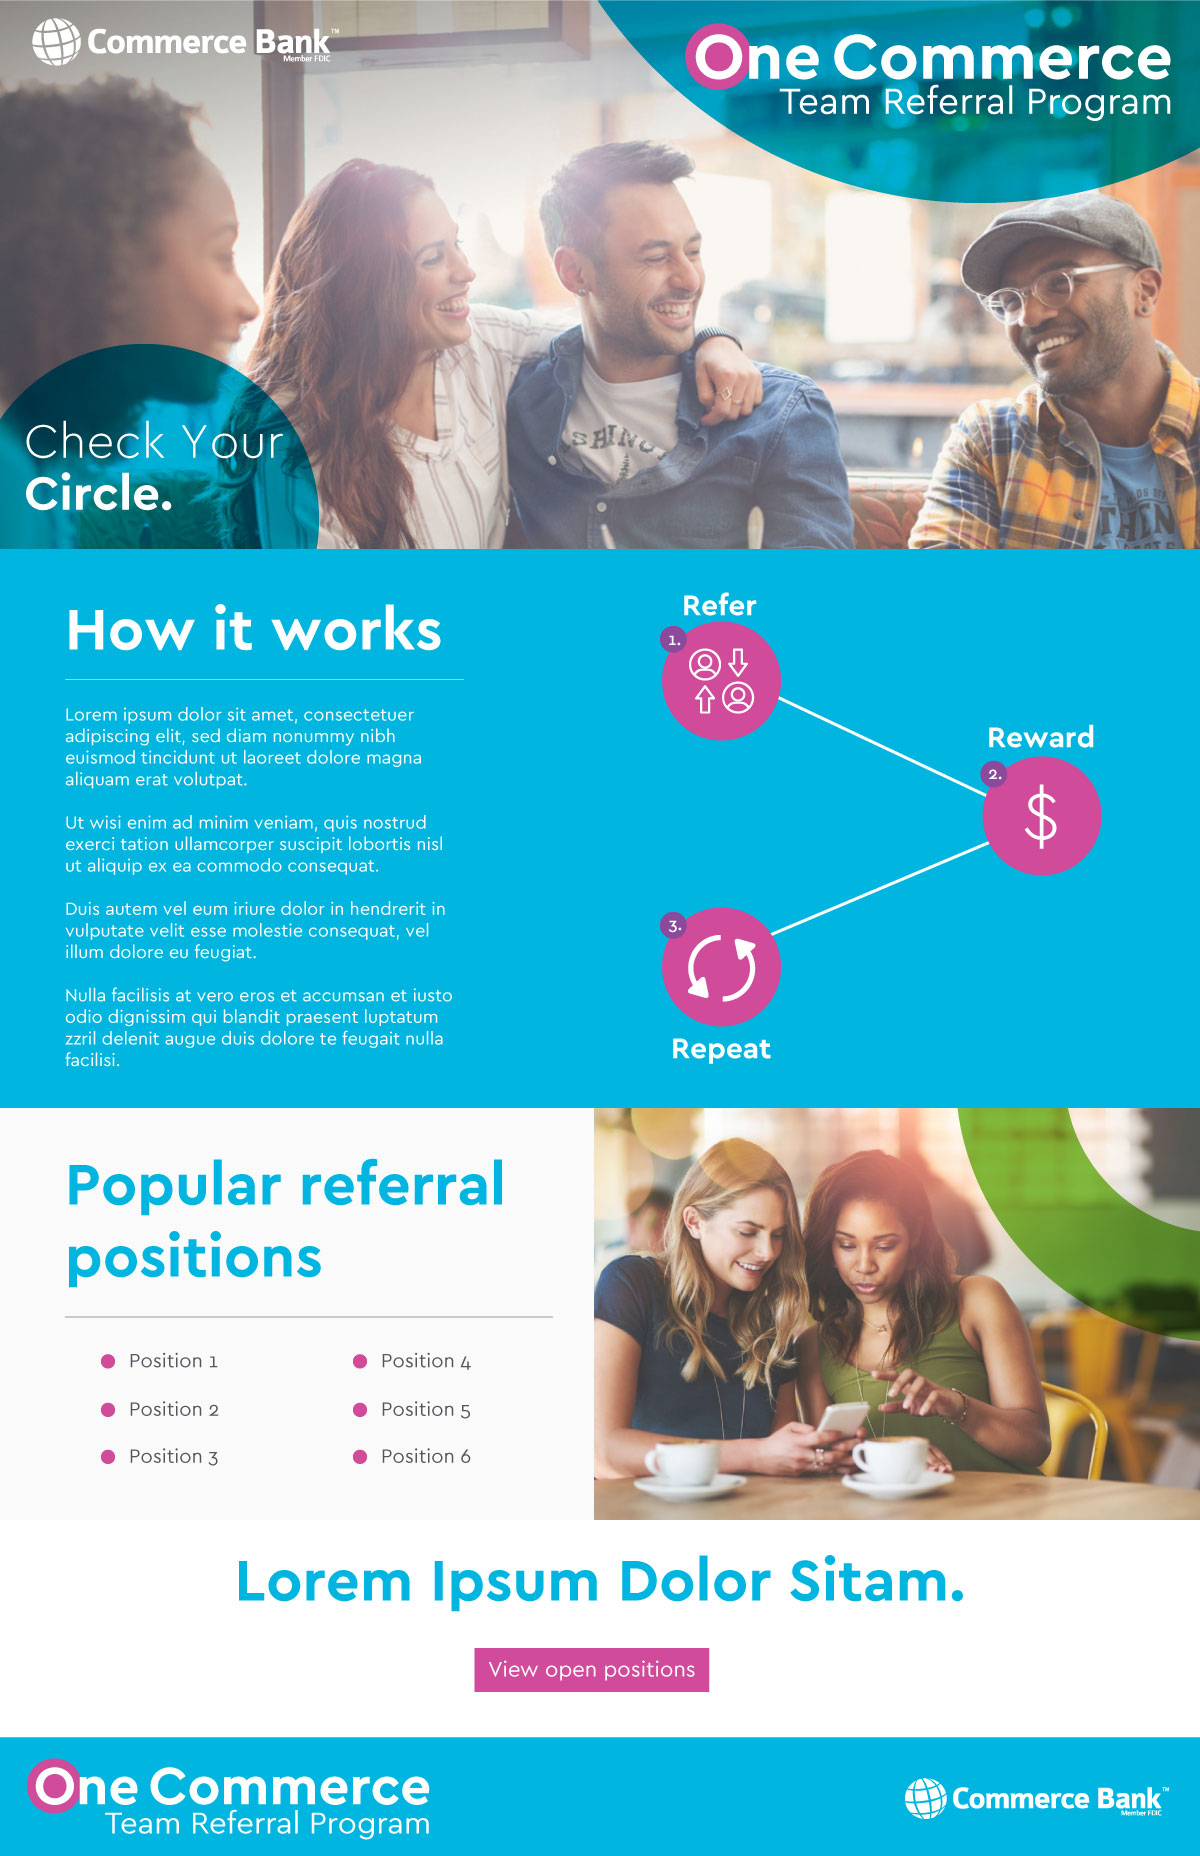 Commerce Bank™
Member FDIC
One Commerce
Team Referral Program
Check Your
Circle.
How it works
Lorem ipsum dolor sit amet, consectetuer
adipiscing elit, sed diam nonummy nibh
euismod tincidunt ut laoreet dolore magna
aliquam erat volutpat.
Ut wisi enim ad minim veniam, quis nostrud
exerci tation ullamcorper suscipit lobortis nisl
ut aliquip ex ea commodo consequat.
Duis autem vel eum iriure dolor in hendrerit in
vulputate velit esse molestie consequat, vel
illum dolore eu feugiat.
Nulla facilisis at vero eros et accumsan et iusto
odio dignissim qui blandit praesent luptatum
zzril delenit augue duis dolore te feugait nulla
facilisi.
Refer
1.
Reward
2.
$
3.
Repeat
Popular referral
positions
Position 1
Position 2
Position 3
Position 4
Position 5
Position 6
Lorem Ipsum Dolor Sitam.
View open positions
One Commerce
Team Referral Program
Commerce Bank™
Member FDIC